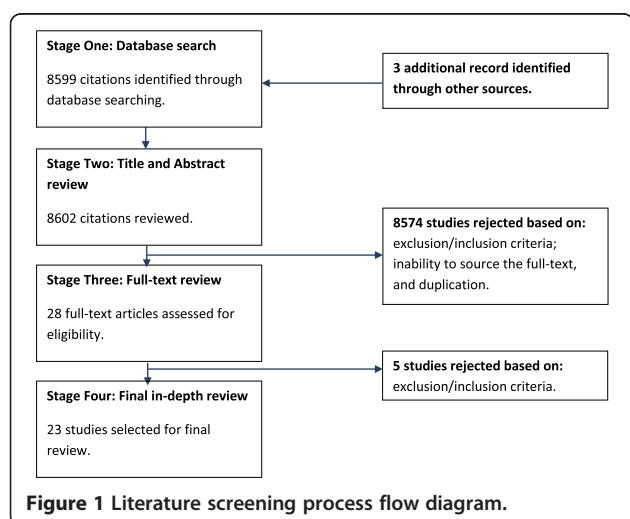 Stage One: Database search
8599 citations identified through
database searching.
3 additional record identified
through other sources.
Stage Two: Title and Abstract
review
8602 citations reviewed.
8574 studies rejected based on:
exclusion/inclusion criteria;
inability to source the full-text,
and duplication.
Stage Three: Full-text review
28 full-text articles assessed for
eligibility.
5 studies rejected based on:
exclusion/inclusion criteria.
Stage Four: Final in-depth review
23 studies selected for final
review.
Figure 1 Literature screening process flow diagram.